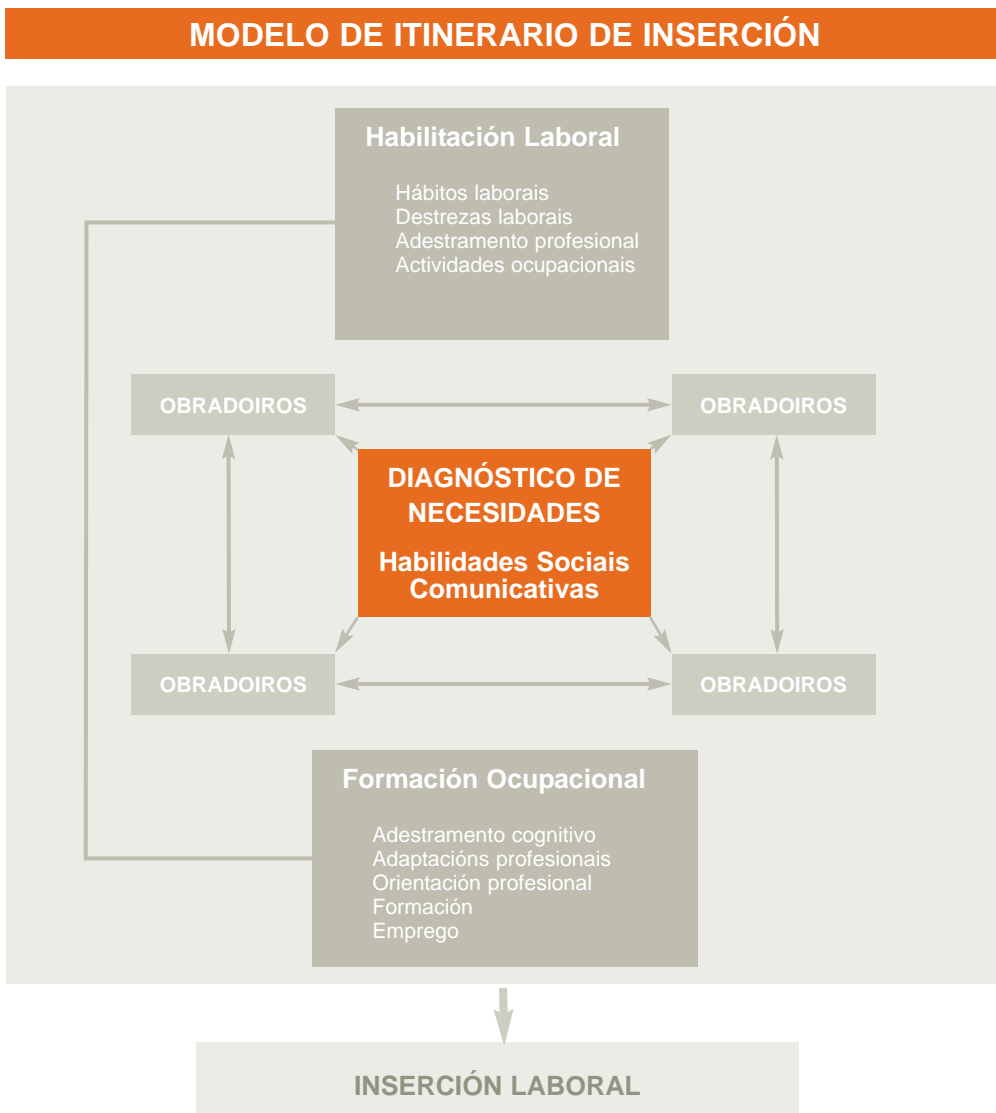 MODELO DE ITINERARIO DE INSERCIÓN
Habilitación Laboral
Hábitos laborais
Destrezas laborais
Adestramento profesional
Actividades ocupacionais
OBRADOIROS
OBRADOIROS
DIAGNÓSTICO DE
NECESIDADES
Habilidades Sociais
Comunicativas
OBRADOIROS
OBRADOIROS
Formación Ocupacional
Adestramento cognitivo
Adaptacións profesionais
Orientación profesional
Formación
Emprego
INSERCIÓN LABORAL